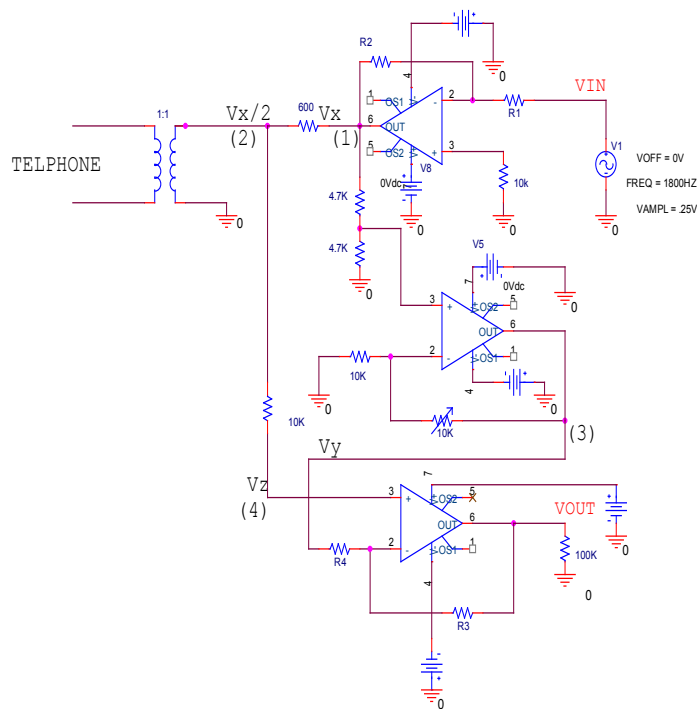 R2
0
4
V-
1
OS1
2
-
VIN
1:1
Vx/2
600
Vx
6
OUT
R1
(2)
(1)
5
OS2
3
+
V1
VOFF = 0V
TELPHONE
V+
V8
0Vdc
7
10k
FREQ = 1800HZ
4.7K
0
VAMPL = .25V
0
0
0
4.7K
V5
0
7
0Vdc
0
V+
OS2
5
3
+
OUT
6
2
-
OS1
1
10K
V-
4
0
0
10K
10K
(3)
Vy
7
Vz
3
+
V+
OS2
5
VOUT
(4)
OUT
6
2
-
OS1
1
R4
V-
100K
0
4
0
R3
0